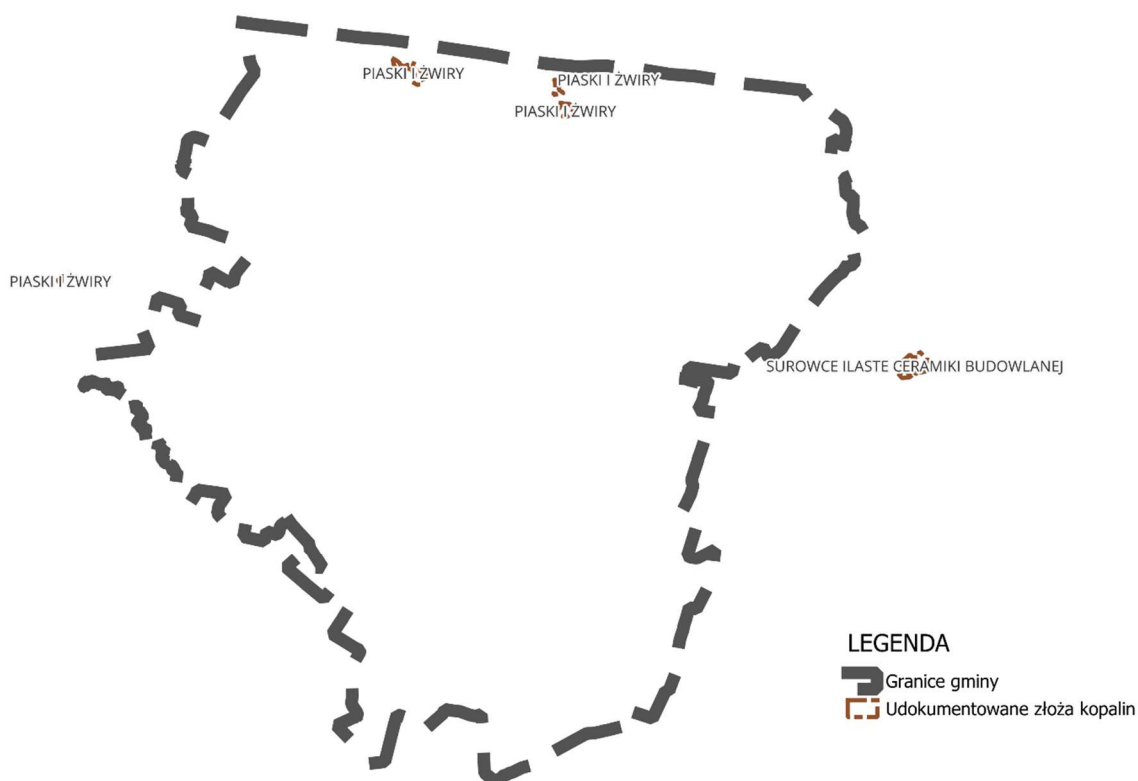 PIASKI I ŻWIRY
PIASKI I ŻWIRY
PIASKI I ŻWIRY
PIASKI I ŻWIRY
SUROWCE ILASTE CERAMIKI BUDOWLANEJ
LEGENDA
Granice gminy
Udokumentowane złoża kopalin